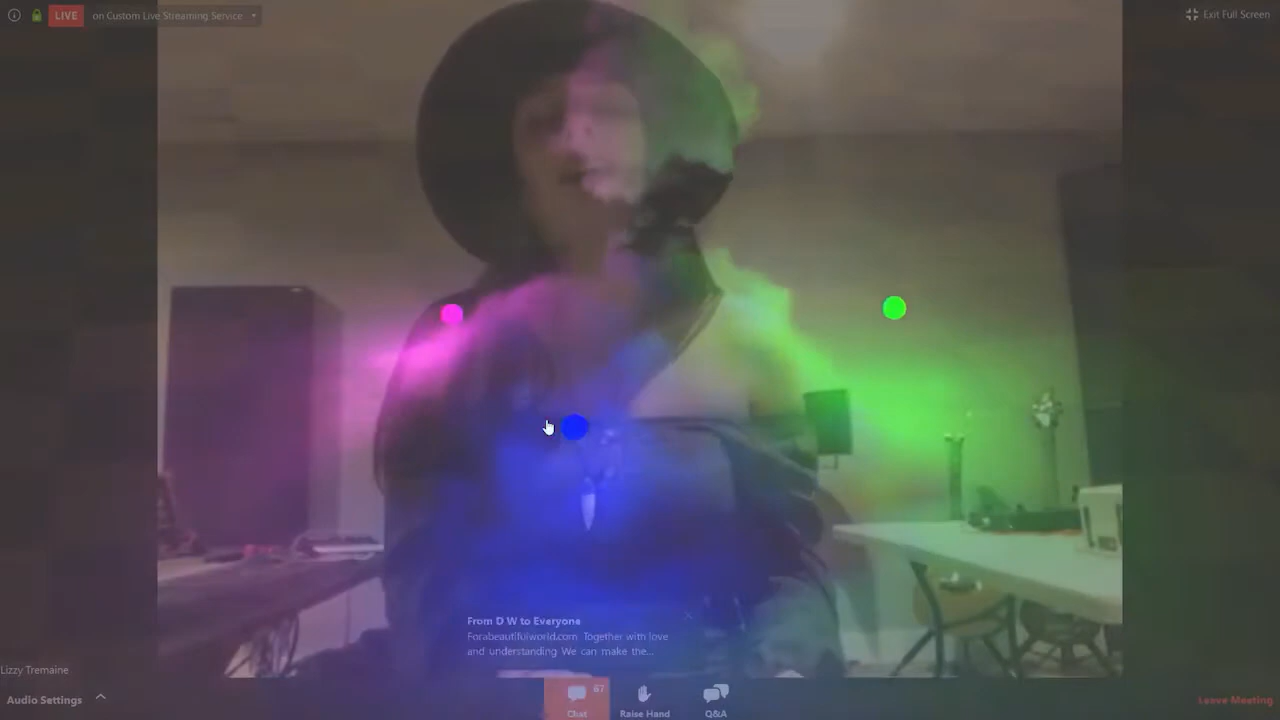 LIVE on Custom Live Streaming Service
Exit Full Screen
From D W to Everyone
Forabeautifulworld.com Together with love
and understanding We can make the...
Lizzy Tremaine
Audio Settings
67
Chat
Raise Hand
Q&A
Leave Meeting